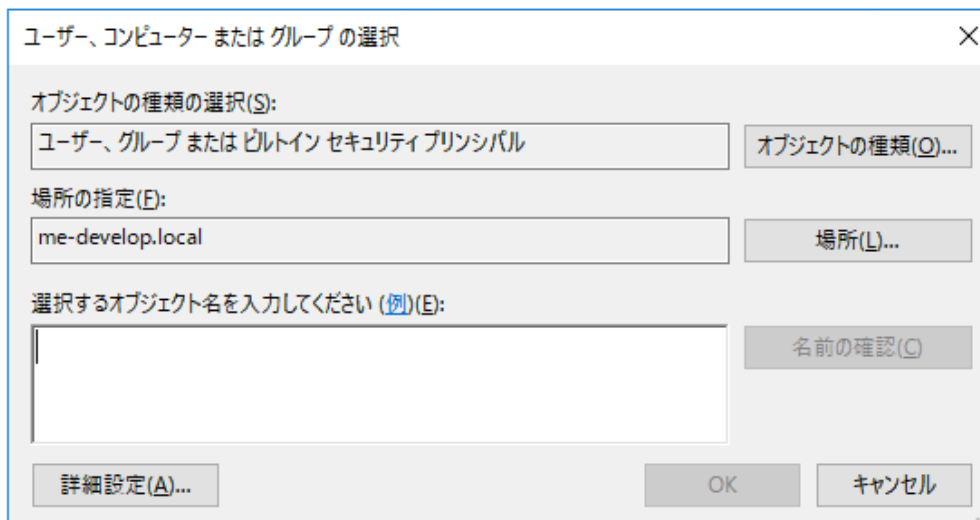 ユーザー、コンピューター または グループ の選択
オブジェクトの種類の選択(S):
ユーザー、グループ または ビルトイン セキュリティ プリンシパル
オブジェクトの種類(O)...
場所の指定(F):
me-develop.local
場所(L)...
選択するオブジェクト名を入力してください (例)(E):
名前の確認(C)
詳細設定(A)...
OK
キャンセル